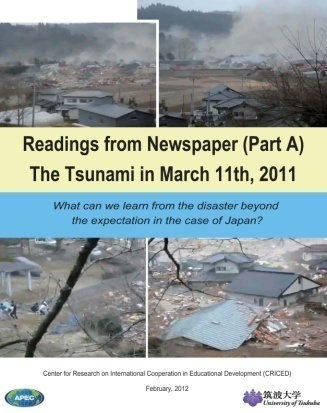 Readings from Newspaper (Part A)
The Tsunami in March 11th, 2011
What can we learn from the disaster beyond
the expectation in the case of Japan?
Center for Research on International Cooperation in Educational Development (CRICED)
February, 2012
APEC
筑波大学
University of Tsukuba